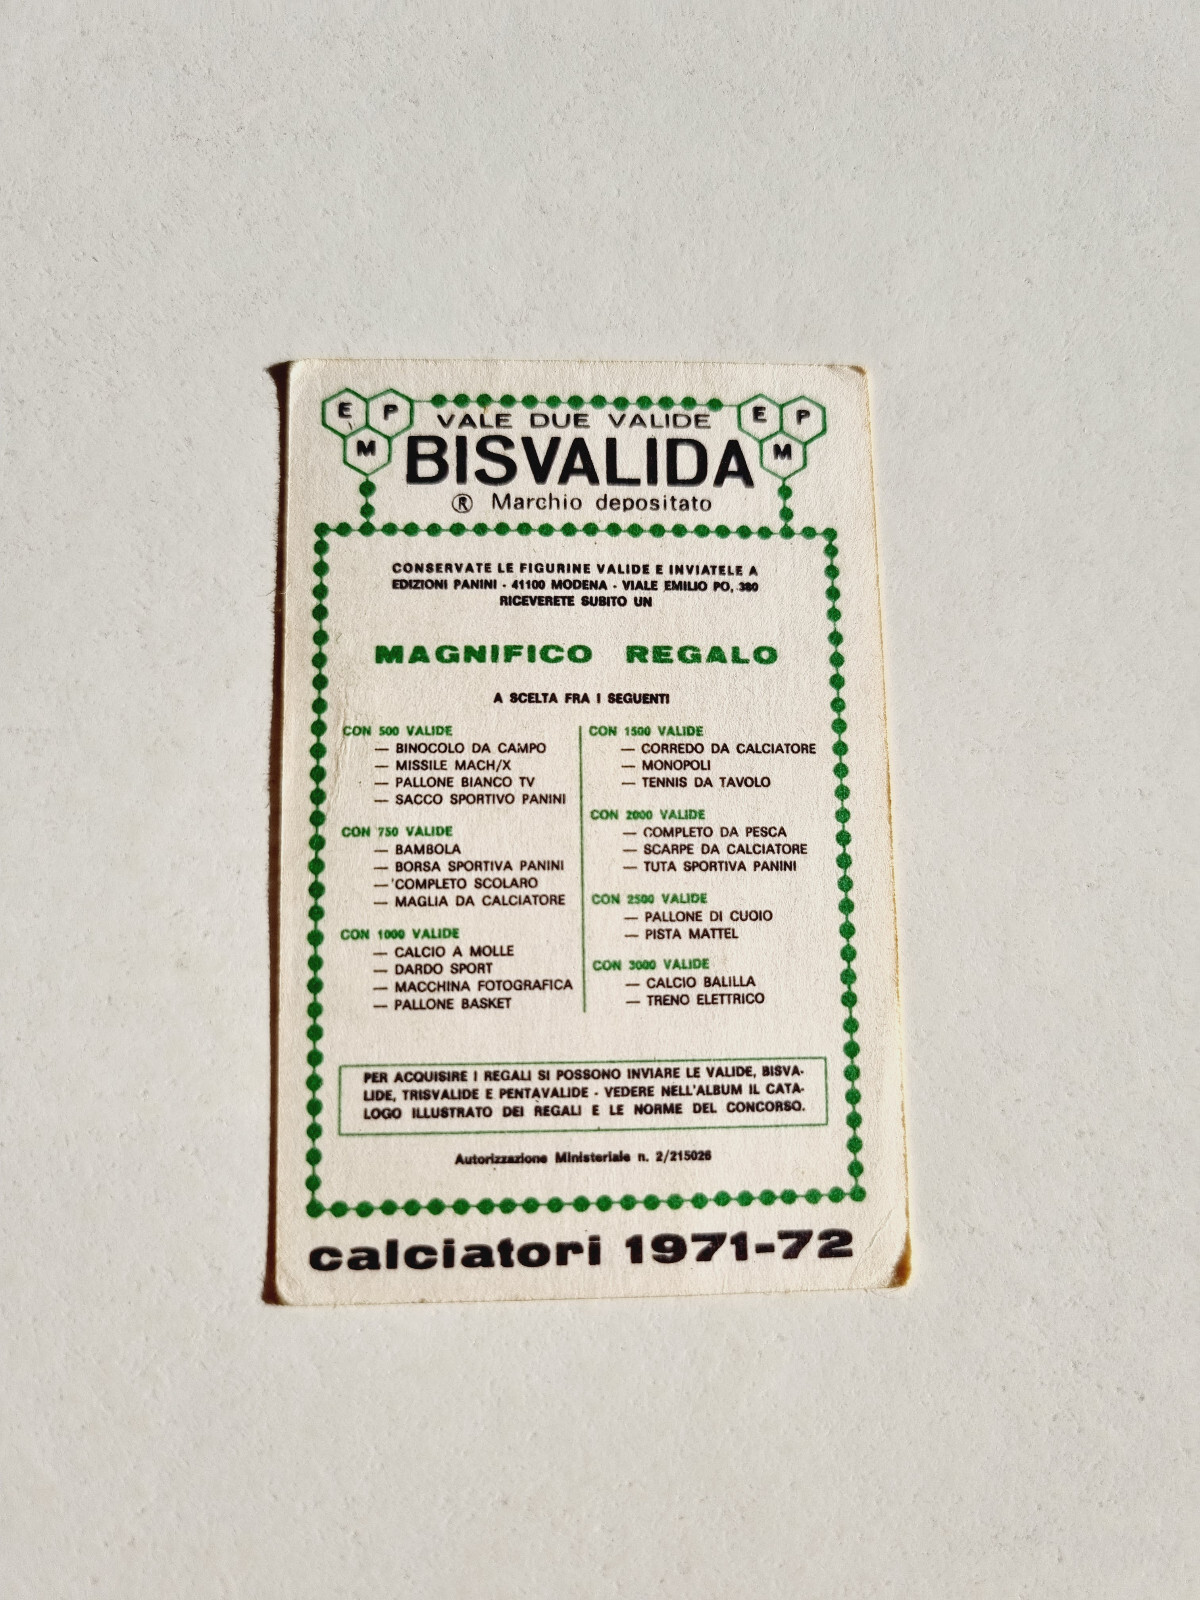 E P
M
VALE DUE VALIDE
E P
M
BISVALIDA
® Marchio depositato
CONSERVATE LE FIGURINE VALIDE E INVIATELE A
EDIZIONI PANINI - 41100 MODENA - VIALE EMILIO PO, 380
RICEVERETE SUBITO UN
MAGNIFICO REGALO
A SCELTA FRA I SEGUENTI
CON 500 VALIDE
— BINOCOLO DA CAMPO
— MISSILE MACH/X
— PALLONE BIANCO TV
— SACCO SPORTIVO PANINI
CON 750 VALIDE
— BAMBOLA
— BORSA SPORTIVA PANINI
— COMPLETO SCOLARO
— MAGLIA DA CALCIATORE
CON 1000 VALIDE
— CALCIO A MOLLE
— DARDO SPORT
— MACCHINA FOTOGRAFICA
— PALLONE BASKET
CON 1500 VALIDE
— CORREDO DA CALCIATORE
— MONOPOLI
— TENNIS DA TAVOLO
CON 2000 VALIDE
— COMPLETO DA PESCA
— SCARPE DA CALCIATORE
— TUTA SPORTIVA PANINI
CON 2500 VALIDE
— PALLONE DI CUOIO
— PISTA MATTEL
CON 3000 VALIDE
— CALCIO BALILLA
— TRENO ELETTRICO
PER ACQUISIRE I REGALI SI POSSONO INVIARE LE VALIDE, BISVA-
LIDE, TRISVALIDE E PENTAVALIDE - VEDERE NELL'ALBUM IL CATA-
LOGO ILLUSTRATO DEI REGALI E LE NORME DEL CONCORSO.
Autorizzazione Ministeriale n. 2/215026
calciatori 1971-72